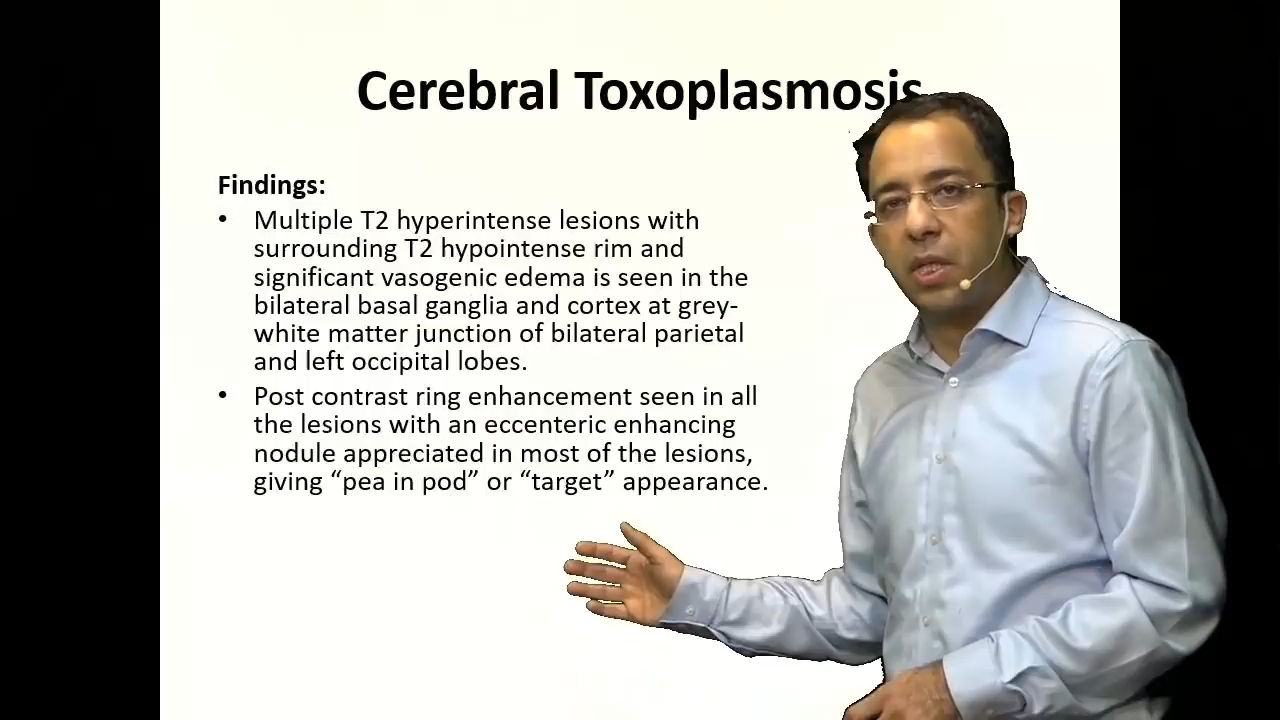 Cerebral Toxoplasmosis
Findings:
• Multiple T2 hyperintense lesions with
surrounding T2 hypointense rim and
significant vasogenic edema is seen in the
bilateral basal ganglia and cortex at grey-
white matter junction of bilateral parietal
and left occipital lobes.
• Post contrast ring enhancement seen in all
the lesions with an eccenteric enhancing
nodule appreciated in most of the lesions,
giving “pea in pod” or “target” appearance.